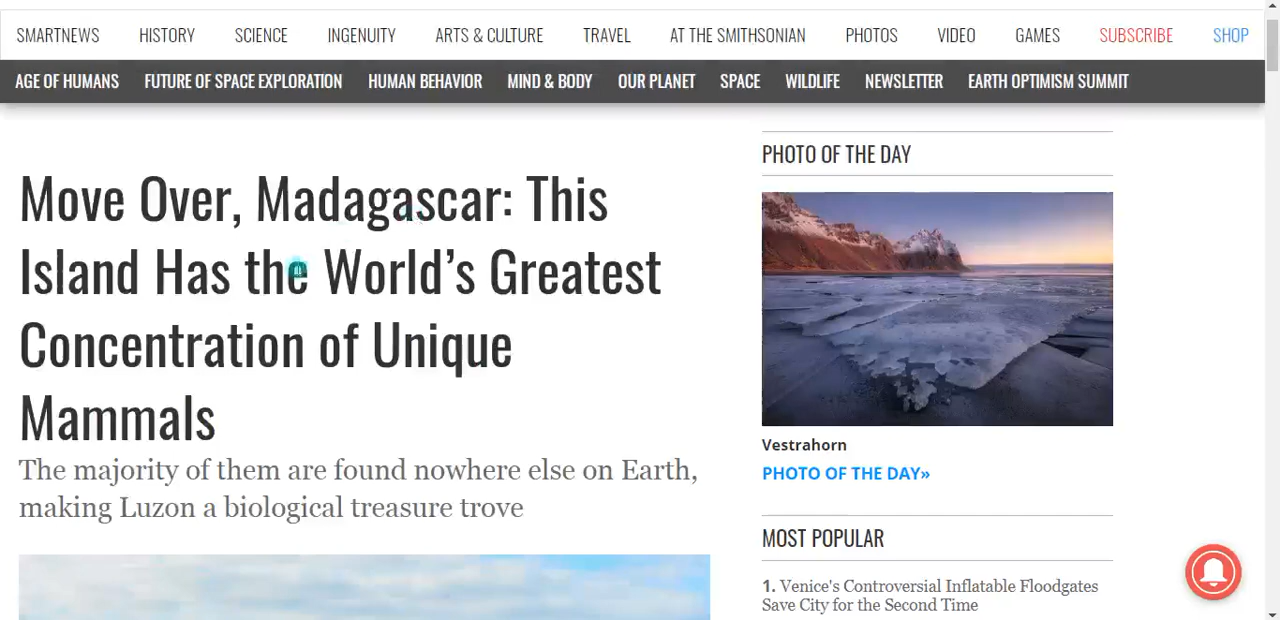 SMARTNEWS HISTORY SCIENCE INGENUITY ARTS & CULTURE TRAVEL AT THE SMITHSONIAN PHOTOS VIDEO GAMES SUBSCRIBE SHOP
AGE OF HUMANS FUTURE OF SPACE EXPLORATION HUMAN BEHAVIOR MIND & BODY OUR PLANET SPACE WILDLIFE NEWSLETTER EARTH OPTIMISM SUMMIT
Move Over, Madagascar: This
Island Has the World’s Greatest
Concentration of Unique
Mammals
The majority of them are found nowhere else on Earth,
making Luzon a biological treasure trove
PHOTO OF THE DAY
Vestrahorn
PHOTO OF THE DAY»
MOST POPULAR
1. Venice's Controversial Inflatable Floodgates
Save City for the Second Time